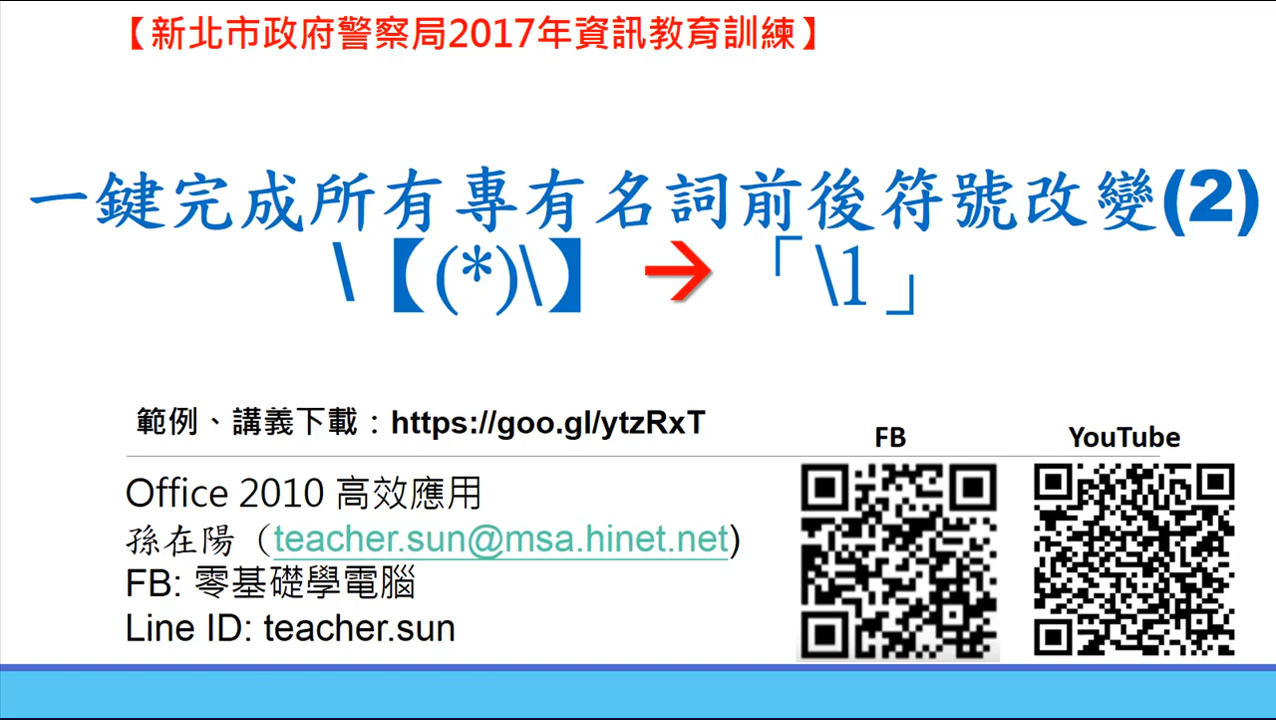 【新北市政府警察局2017年資訊教育訓練】
一鍵完成所有專有名詞前後符號改變(2)
\【(*)\】 → 「\1」
範例、講義下載：https://goo.gl/ytzRxT
FB
YouTube
Office 2010 高效應用
孫在陽（teacher.sun@msa.hinet.net)
FB: 零基礎學電腦
Line ID: teacher.sun